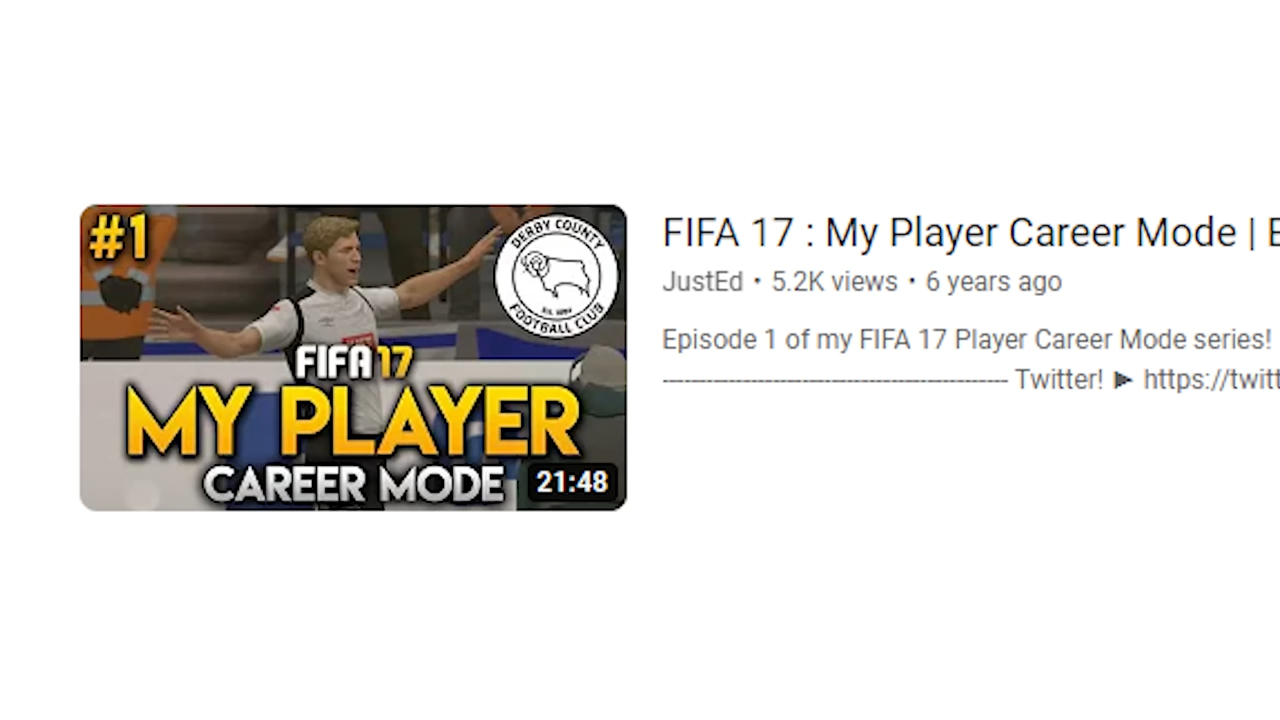 #1
DERBY COUNTY
FOOTBALL CLUB
FIFA 17
MY PLAYER
CAREER MODE
21:48
FIFA 17 : My Player Career Mode | E
JustEd • 5.2K views • 6 years ago
Episode 1 of my FIFA 17 Player Career Mode series!
---------------------------------------------------------------- Twitter! ► https://twitt